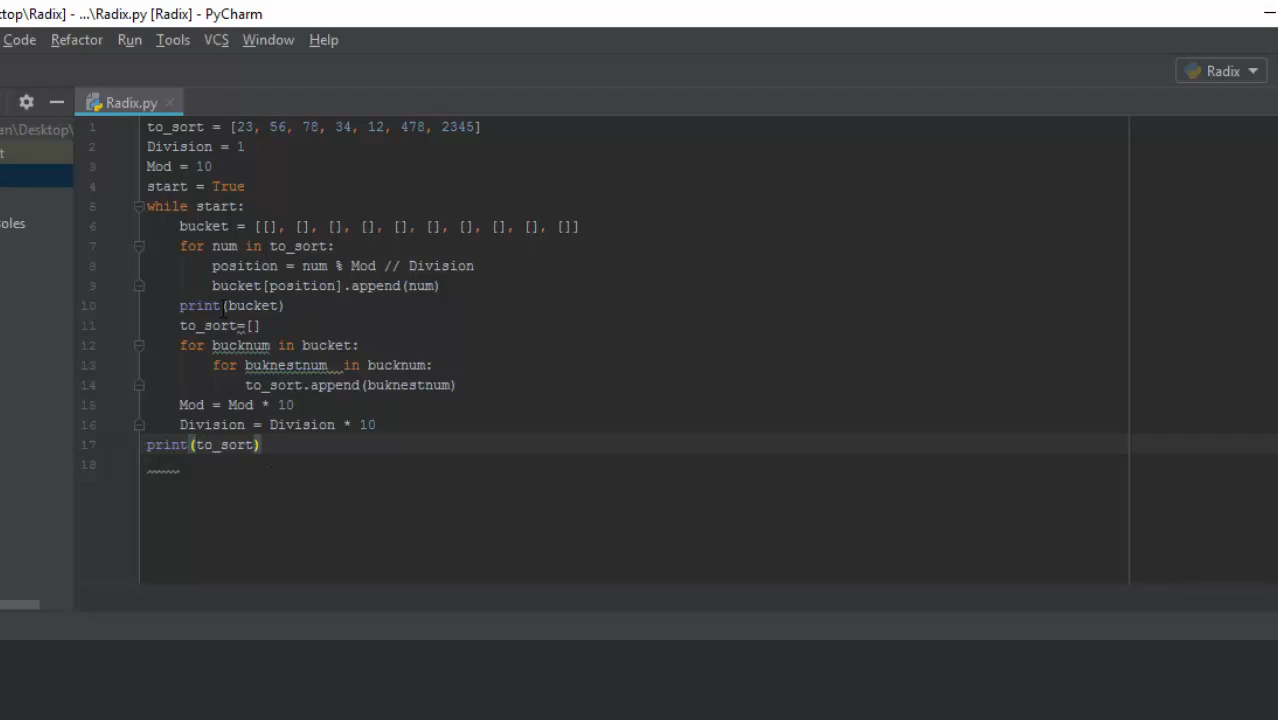 top\Radix] - ...\Radix.py [Radix] - PyCharm
Code Refactor Run Tools VCS Window Help
Radix
Radix.py
an\Desktop\
t
soles
1 to_sort = [23, 56, 78, 34, 12, 478, 2345]
2 Division = 1
3 Mod = 10
4 start = True
5 while start:
6 bucket = [[], [], [], [], [], [], [], [], [], []]
7 for num in to_sort:
8 position = num % Mod // Division
9 bucket[position].append(num)
10 print(bucket)
11 to_sort=[]
12 for bucknum in bucket:
13 for buknestnum  in bucknum:
14 to_sort.append(buknestnum)
15 Mod = Mod * 10
16 Division = Division * 10
17 print(to_sort)
18